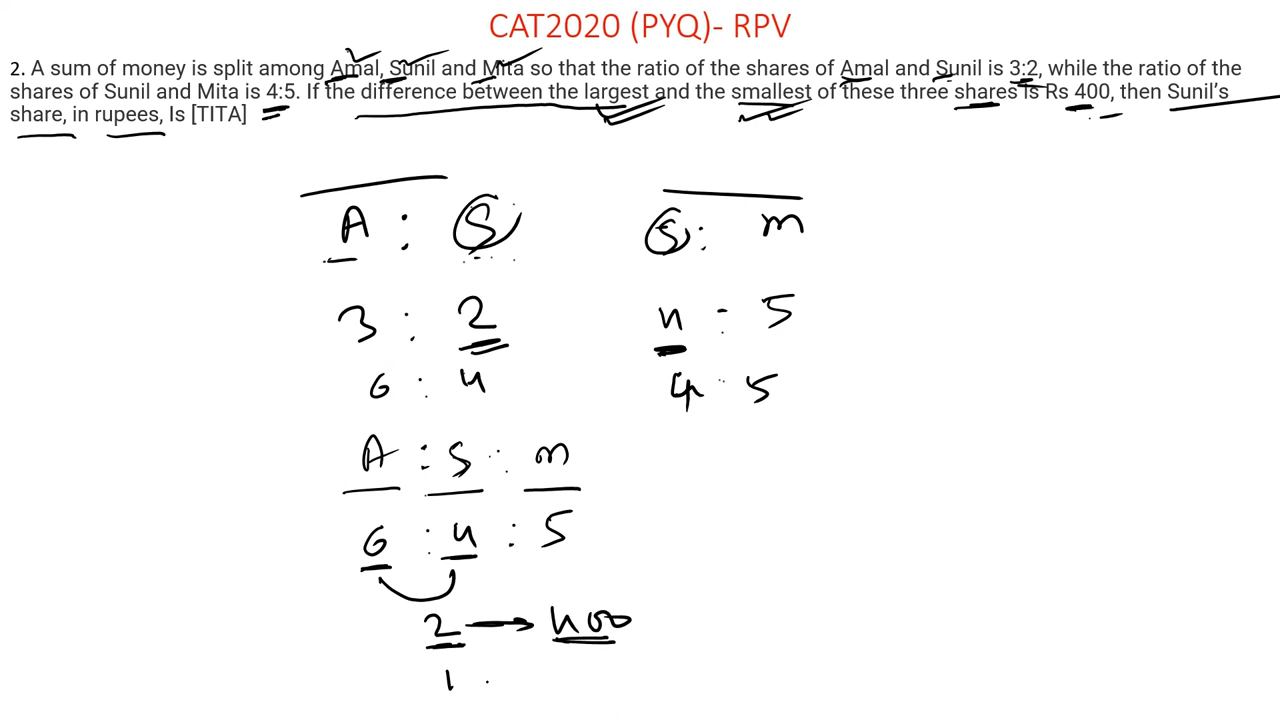 CAT2020 (PYQ)- RPV
2. A sum of money is split among Amal, Sunil and Mita so that the ratio of the shares of Amal and Sunil is 3:2, while the ratio of the
shares of Sunil and Mita is 4:5. If the difference between the largest and the smallest of these three shares is Rs 400, then Sunil's
share, in rupees, Is [TITA]
A : S S : m
3 : 2 4 : 5
6 : 4 4 : 5
A : S : m
6 : 4 : 5
2 → 400
1